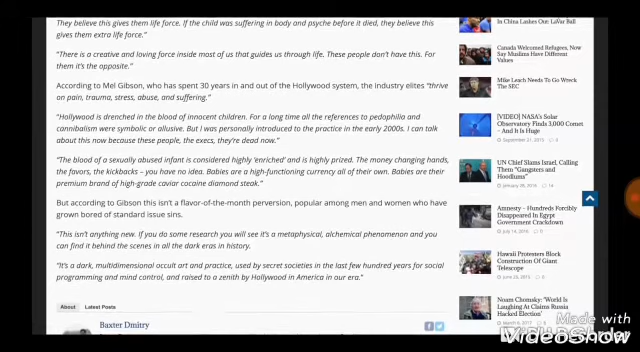 They believe this gives them life force. If the child was suffering in body and psyche before it died, they believe this
gives them extra life force."
"There is a creative and loving force inside most of us that guides us through life. These people don't have this. For
them it's the opposite."
According to Mel Gibson, who has spent 30 years in and out of the Hollywood system, the Industry elites "thrive
on pain, trauma, stress, abuse, and suffering."
"Hollywood is drenched in the blood of innocent children. For a long time all the references to pedophilia and
cannibalism were symbolic or allusive. But I was personally introduced to the practice in the early 2000s. I can talk
about this now because these people, the execs, they're dead now."
"The blood of a sexually abused infant is considered highly 'enriched' and is highly prized. The money changing hands,
the favors, the kickbacks – you have no idea. Babies are a high-functioning currency all of their own. Babies are their
premium brand of high-grade caviar cocaine diamond steak."
But according to Gibson this isn't a flavor-of-the-month perversion, popular among men and women who have
grown bored of standard issue sins.
"This isn't anything new. If you do some research you will see it's a metaphysical, alchemical phenomenon and you
can find it behind the scenes in all the dark eras in history.
"It's a dark, multidimensional occult art and practice, used by secret societies in the last few hundred years for social
programming and mind control, and raised to a zenith by Hollywood in America in our era."
About
Latest Posts
Baxter Dmitry
In China Lashes Out: LaVar Ball
Canada Welcomed Refugees, Now
Say Muslims Have Different
Values
Mike Leach Needs To Go Wreck
The SEC
[VIDEO] NASA's Solar
Observatory Finds 3,000 Comet
– And It Is Huge
September 21, 2015
UN Chief Slams Israel, Calling
Them "Gangsters and
Hoodlums"
January 28, 2016 14
Amnesty – Hundreds Forcibly
Disappeared In Egypt
Government Crackdown
July 14, 2016 0
Hawaii Protesters Block
Construction Of Giant
Telescope
June 25, 2015 0
Noam Chomsky: 'World Is
Laughing At Claims Russia
Hacked Election'
Made with
VideoShow